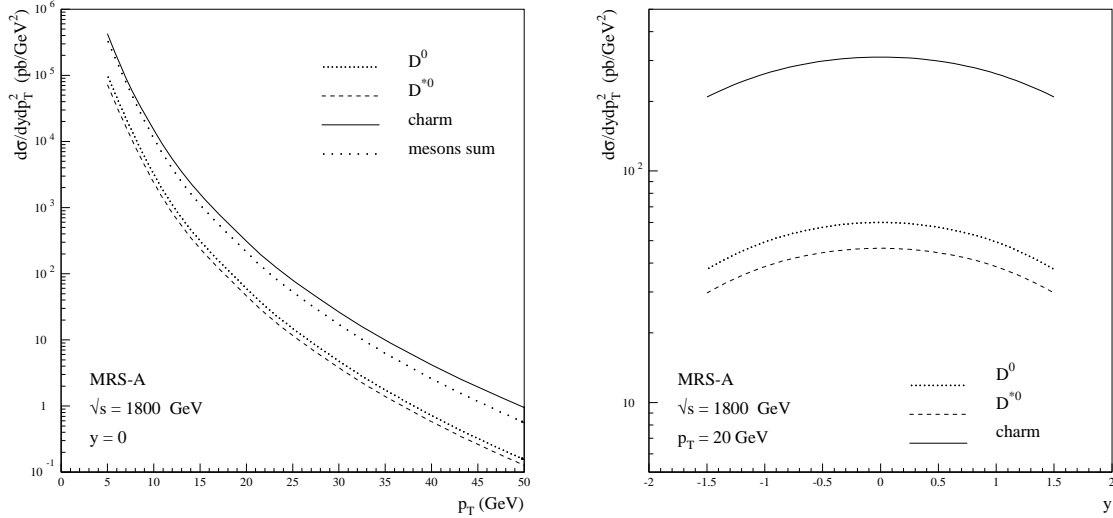 dσ/dydp_T^2 (pb/GeV^2)
10^6
10^5
10^4
10^3
10^2
10
1
10^-1
D^0
D^*0
charm
mesons sum
MRS-A
√s = 1800 GeV
y = 0
0 5 10 15 20 25 30 35 40 45 50
p_T (GeV)
dσ/dydp_T^2 (pb/GeV^2)
10^2
10
MRS-A
√s = 1800 GeV
p_T = 20 GeV
D^0
D^*0
charm
-2 -1.5 -1 -0.5 0 0.5 1 1.5 2
y